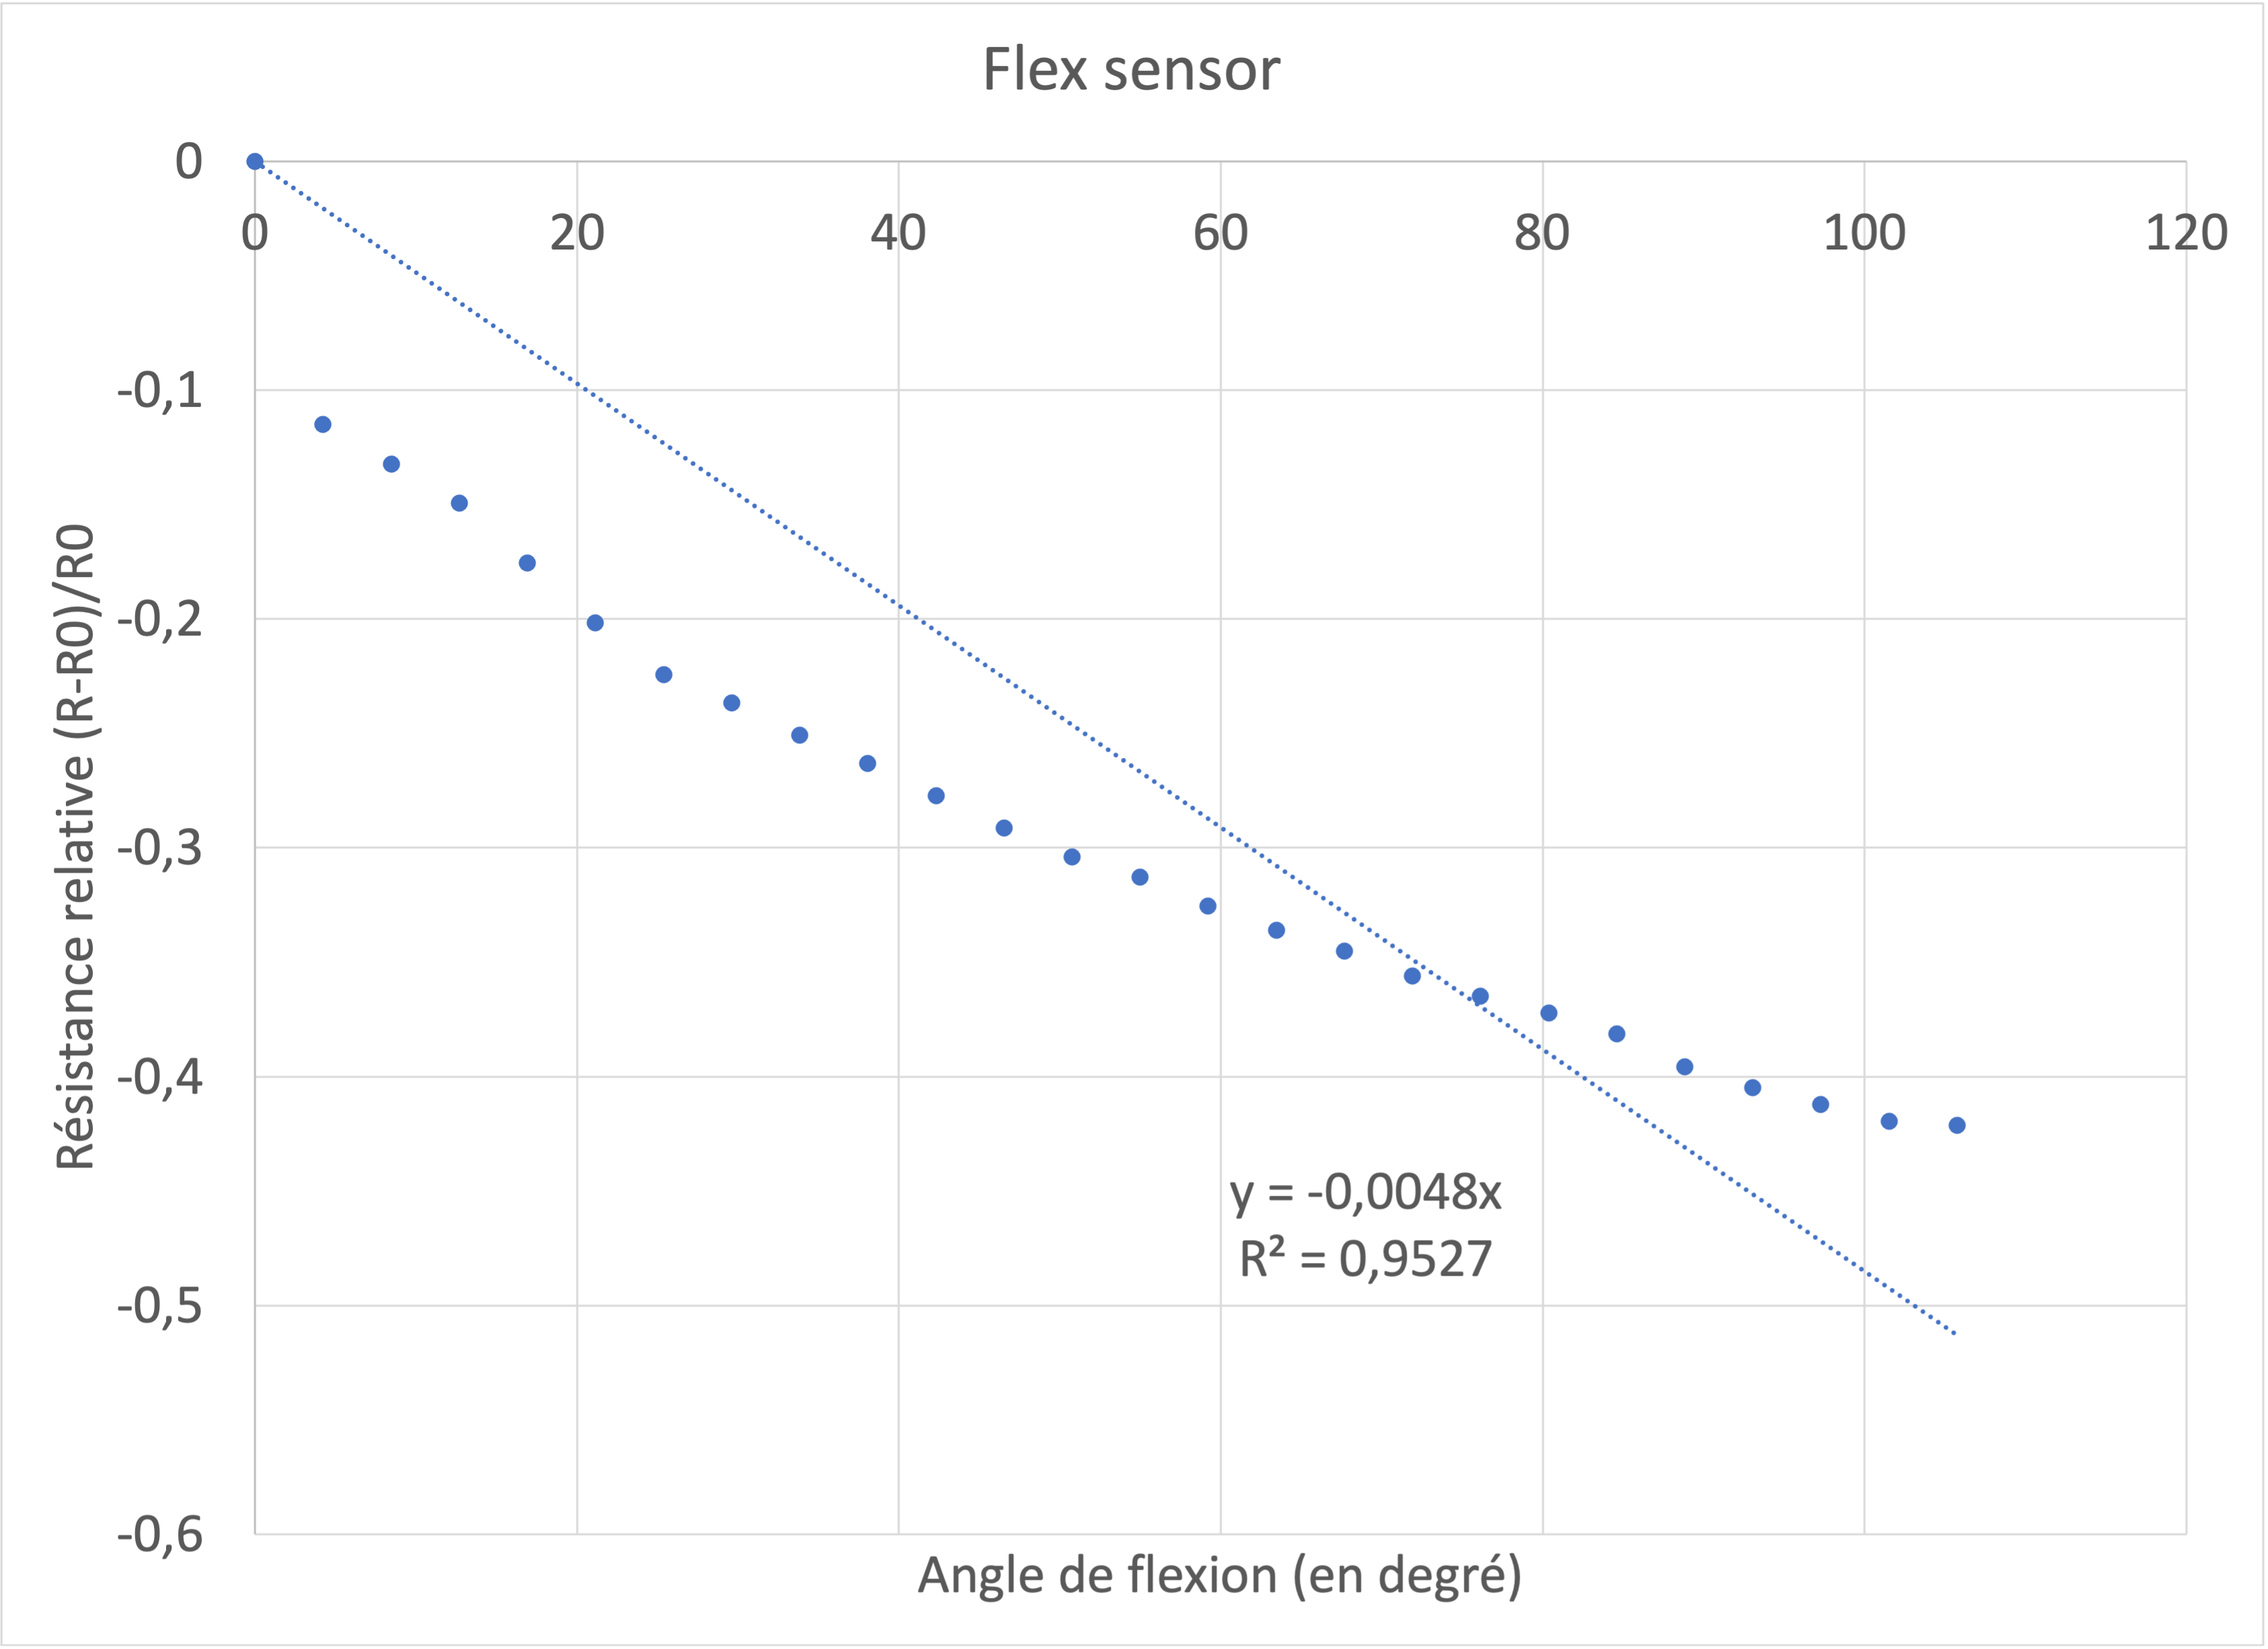 Flex sensor
0
0 20 40 60 80 100 120
-0,1
-0,2
-0,3
-0,4
-0,5
-0,6
Résistance relative (R-R0)/R0
y = -0,0048x
R² = 0,9527
Angle de flexion (en degré)